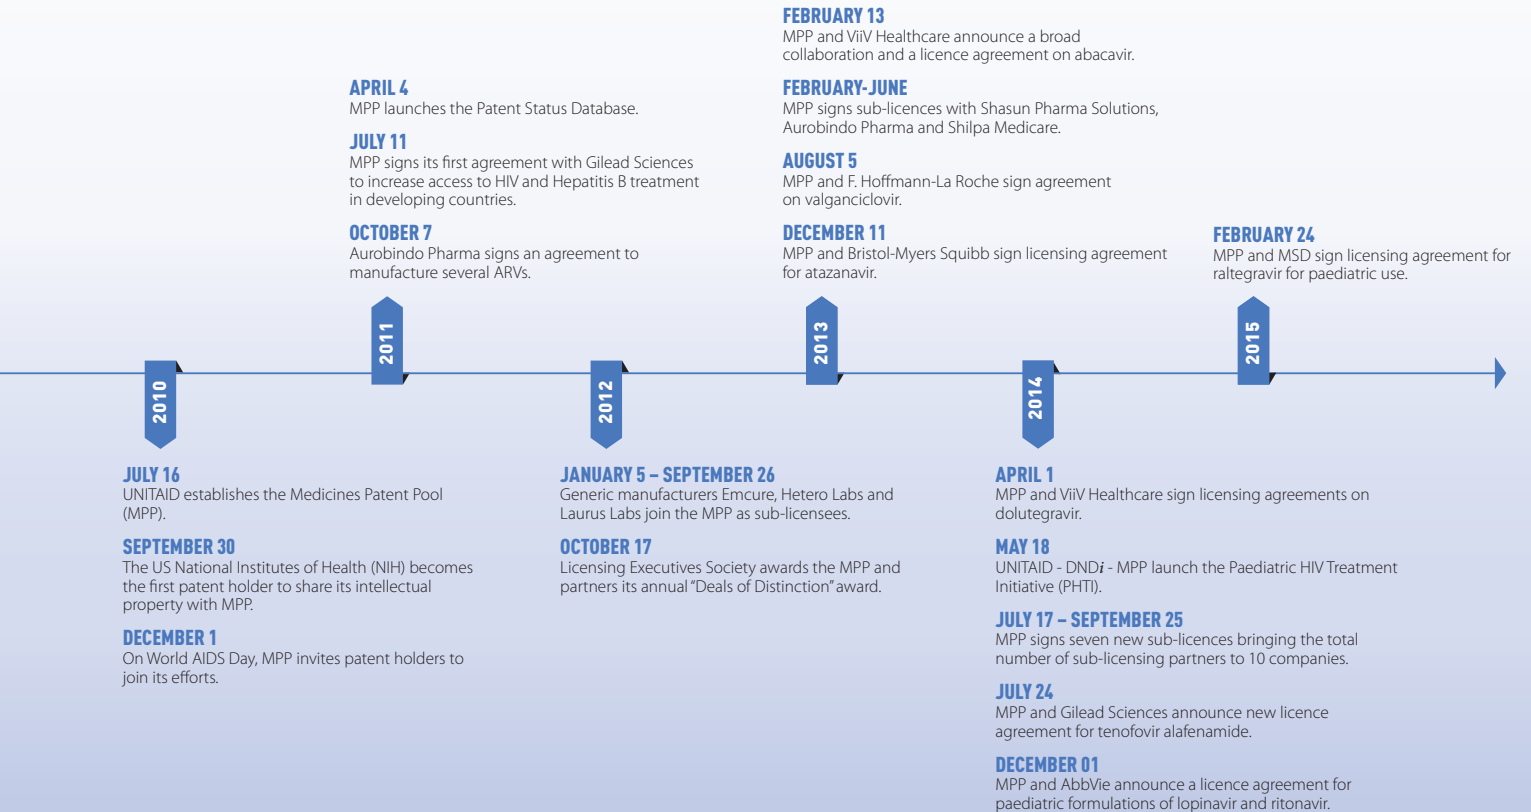 2010
JULY 16
UNITAID establishes the Medicines Patent Pool
(MPP).
SEPTEMBER 30
The US National Institutes of Health (NIH) becomes
the first patent holder to share its intellectual
property with MPP.
DECEMBER 1
On World AIDS Day, MPP invites patent holders to
join its efforts.
APRIL 4
MPP launches the Patent Status Database.
JULY 11
MPP signs its first agreement with Gilead Sciences
to increase access to HIV and Hepatitis B treatment
in developing countries.
OCTOBER 7
Aurobindo Pharma signs an agreement to
manufacture several ARVs.
2011
2012
JANUARY 5 – SEPTEMBER 26
Generic manufacturers Emcure, Hetero Labs and
Laurus Labs join the MPP as sub-licensees.
OCTOBER 17
Licensing Executives Society awards the MPP and
partners its annual “Deals of Distinction” award.
FEBRUARY 13
MPP and ViiV Healthcare announce a broad
collaboration and a licence agreement on abacavir.
FEBRUARY-JUNE
MPP signs sub-licences with Shasun Pharma Solutions,
Aurobindo Pharma and Shilpa Medicare.
AUGUST 5
MPP and F. Hoffmann-La Roche sign agreement
on valganciclovir.
DECEMBER 11
MPP and Bristol-Myers Squibb sign licensing agreement
for atazanavir.
2013
2014
APRIL 1
MPP and ViiV Healthcare sign licensing agreements on
dolutegravir.
MAY 18
UNITAID - DNDi - MPP launch the Paediatric HIV Treatment
Initiative (PHTI).
JULY 17 – SEPTEMBER 25
MPP signs seven new sub-licences bringing the total
number of sub-licensing partners to 10 companies.
JULY 24
MPP and Gilead Sciences announce new licence
agreement for tenofovir alafenamide.
DECEMBER 01
MPP and AbbVie announce a licence agreement for
paediatric formulations of lopinavir and ritonavir.
FEBRUARY 24
MPP and MSD sign licensing agreement for
raltegravir for paediatric use.
2015